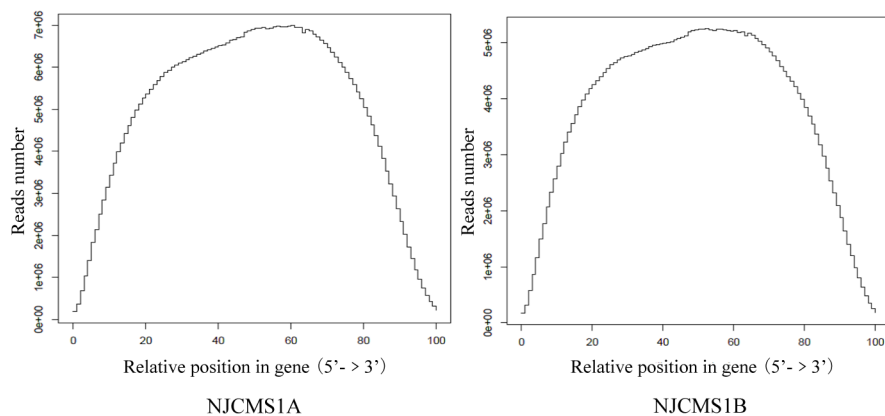 Reads number
7e+06
6e+06
5e+06
4e+06
3e+06
2e+06
1e+06
0e+00
0 20 40 60 80 100
Relative position in gene（5’- > 3’）
NJCMS1A
Reads number
5e+06
4e+06
3e+06
2e+06
1e+06
0e+00
0 20 40 60 80 100
Relative position in gene（5’- > 3’）
NJCMS1B